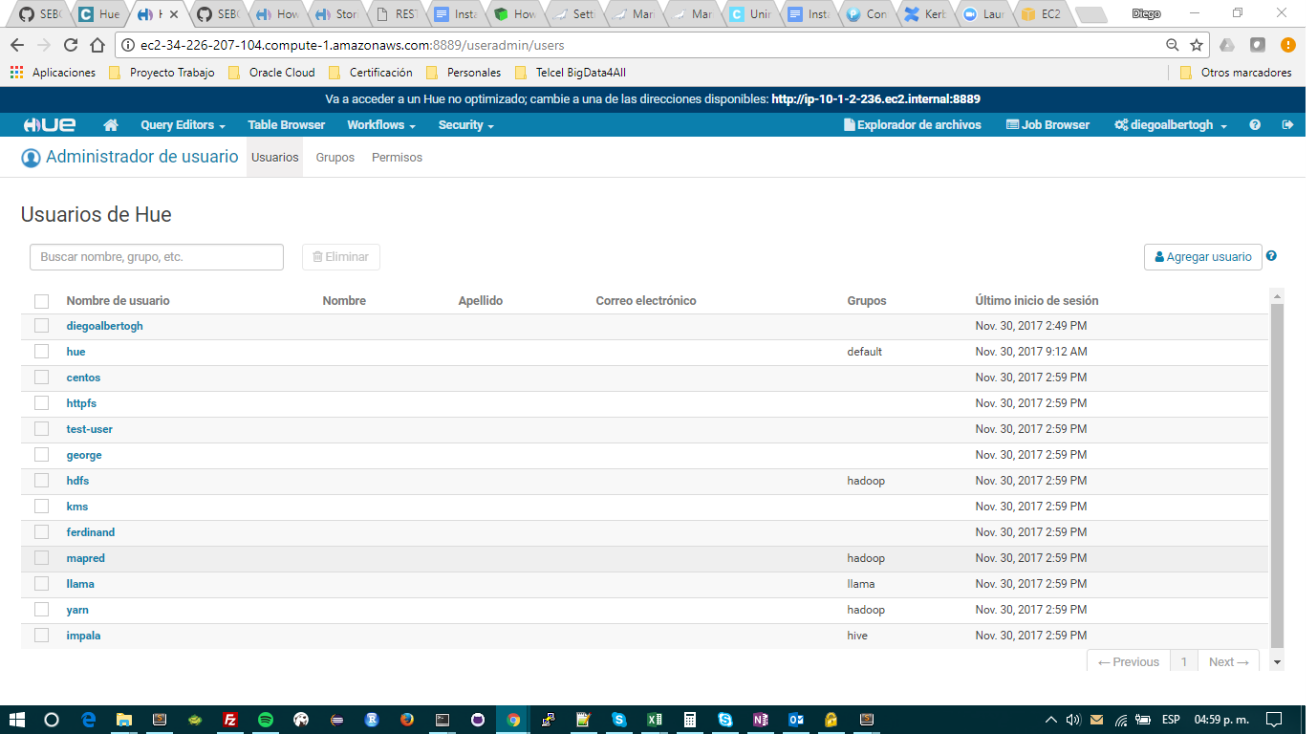 SEBC Hue H How Stor REST Insta How Sett Man Mar Unir Insta Con Kerb Laun EC2 Diego
ec2-34-226-207-104.compute-1.amazonaws.com:8889/useradmin/users
Aplicaciones Proyecto Trabajo Oracle Cloud Certificación Personales Telcel BigData4All Otros marcadores
Va a acceder a un Hue no optimizado; cambie a una de las direcciones disponibles: http://ip-10-1-2-236.ec2.internal:8889
HUE Query Editors Table Browser Workflows Security Explorador de archivos Job Browser diegoalbertogh
Administrador de usuario Usuarios Grupos Permisos
Usuarios de Hue
Buscar nombre, grupo, etc. Eliminar Agregar usuario
Nombre de usuario Nombre Apellido Correo electrónico Grupos Último inicio de sesión
diegoalbertogh Nov. 30, 2017 2:49 PM
hue default Nov. 30, 2017 9:12 AM
centos Nov. 30, 2017 2:59 PM
httpfs Nov. 30, 2017 2:59 PM
test-user Nov. 30, 2017 2:59 PM
george Nov. 30, 2017 2:59 PM
hdfs hadoop Nov. 30, 2017 2:59 PM
kms Nov. 30, 2017 2:59 PM
ferdinand Nov. 30, 2017 2:59 PM
mapred hadoop Nov. 30, 2017 2:59 PM
llama llama Nov. 30, 2017 2:59 PM
yarn hadoop Nov. 30, 2017 2:59 PM
impala hive Nov. 30, 2017 2:59 PM
← Previous 1 Next →
ESP 04:59 p. m.